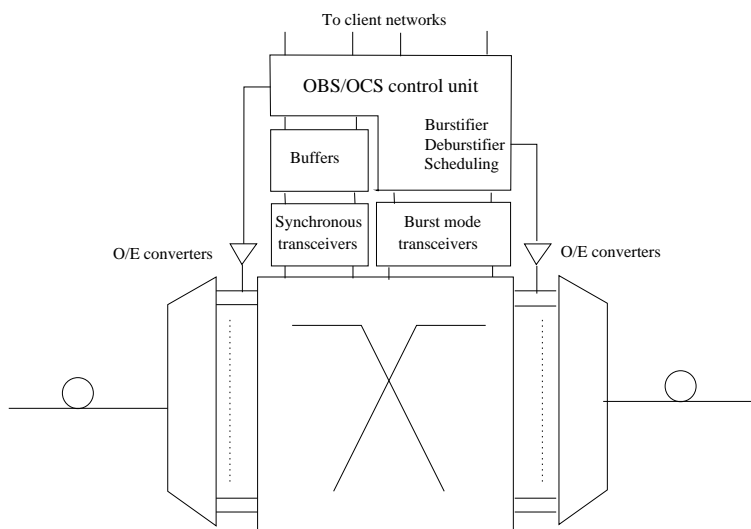 To client networks
OBS/OCS control unit
Burstifier
Deburstifier
Scheduling
Buffers
Synchronous
transceivers
Burst mode
transceivers
O/E converters
O/E converters